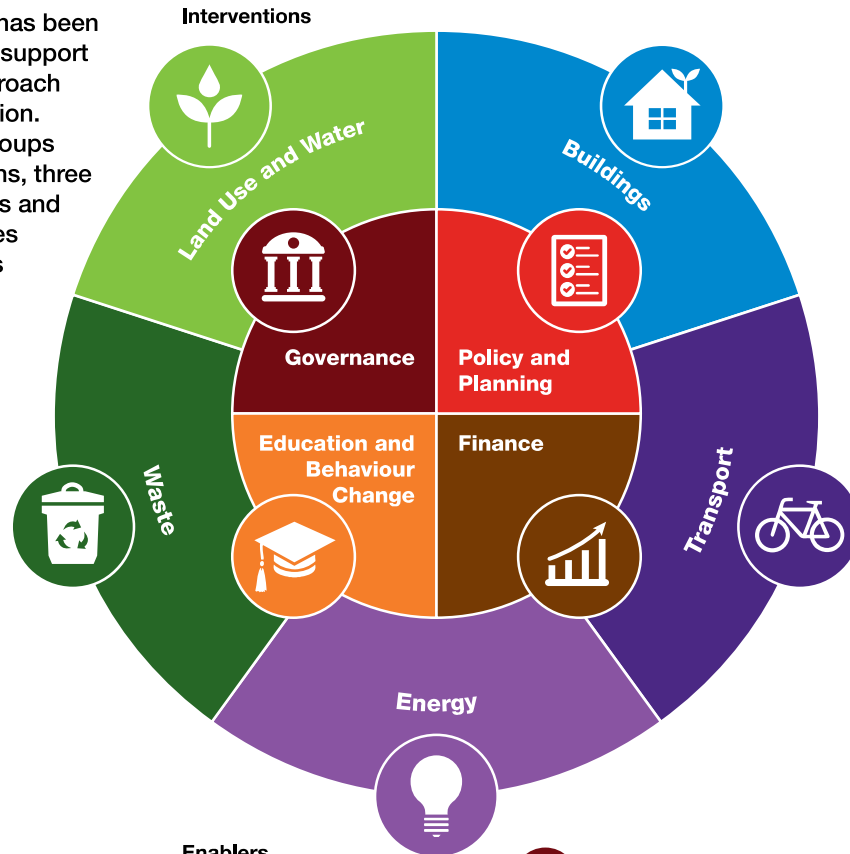 Interventions
has been
support
roach
ion.
oups
ns, three
s and
es
s
Land Use and Water
Buildings
Governance
Policy and
Planning
Education and
Behaviour
Change
Finance
Waste
Transport
Energy
Enablers